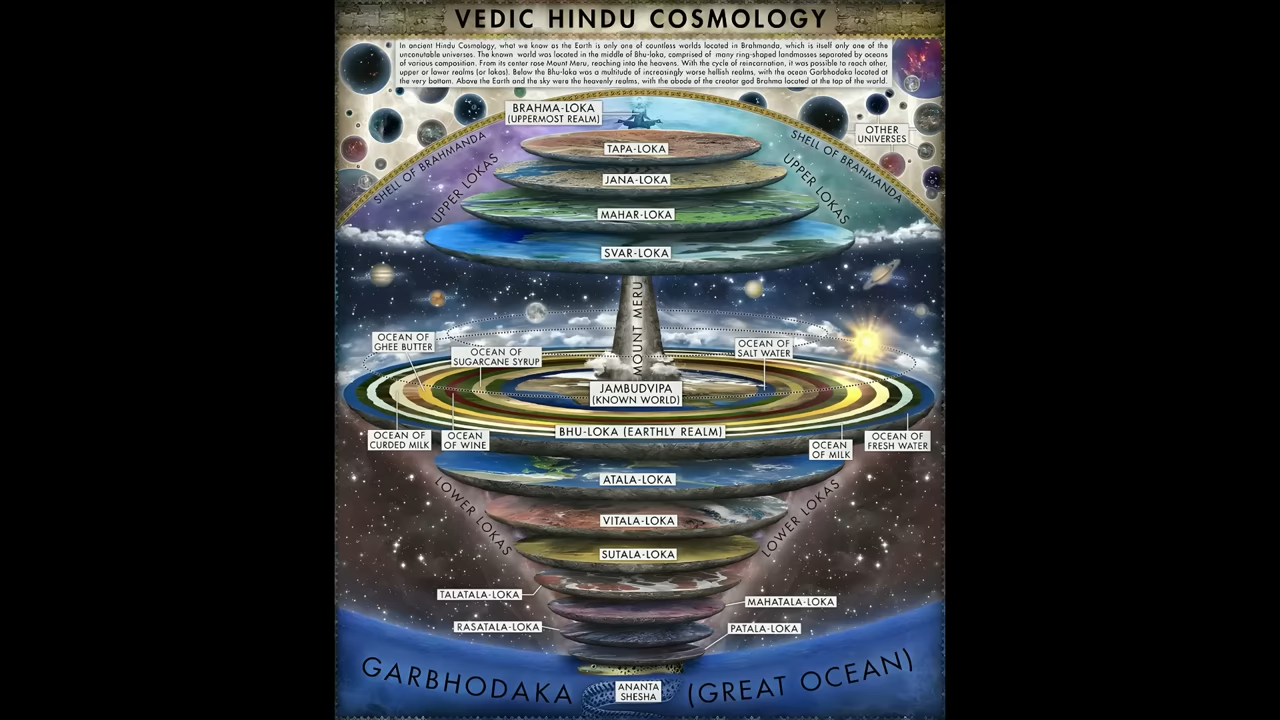 VEDIC HINDU COSMOLOGY
In ancient Hindu Cosmology, what we know as the Earth is only one of countless worlds located in Brahmanda, which is itself only one of the
uncountable universes. The known world was located in the middle of Bhu-loka, comprised of many ring-shaped landmasses separated by oceans
of various composition. From its center rose Mount Meru, reaching into the heavens. With the cycle of reincarnation, it was possible to reach other,
upper or lower realms (or lokas). Below the Bhu-loka was a multitude of increasingly worse hellish realms, with the ocean Garbhodaka located at
the very bottom. Above the Earth and the sky were the heavenly realms, with the abode of the creator god Brahma located at the top of the world.
BRAHMA-LOKA
(UPPERMOST REALM)
OTHER
UNIVERSES
SHELL OF BRAHMANDA
SHELL OF BRAHMANDA
UPPER LOKAS
UPPER LOKAS
TAPA-LOKA
JANA-LOKA
MAHAR-LOKA
SVAR-LOKA
MOUNT MERU
OCEAN OF
GHEE BUTTER
OCEAN OF
SUGARCANE SYRUP
OCEAN OF
SALT WATER
JAMBUDVIPA
(KNOWN WORLD)
BHU-LOKA (EARTHLY REALM)
OCEAN OF
CURDED MILK
OCEAN
OF WINE
OCEAN
OF MILK
OCEAN OF
FRESH WATER
ATALA-LOKA
LOWER LOKAS
LOWER LOKAS
VITALA-LOKA
SUTALA-LOKA
TALATALA-LOKA
MAHATALA-LOKA
RASATALA-LOKA
PATALA-LOKA
GARBHODAKA (GREAT OCEAN)
ANANTA
SHESHA